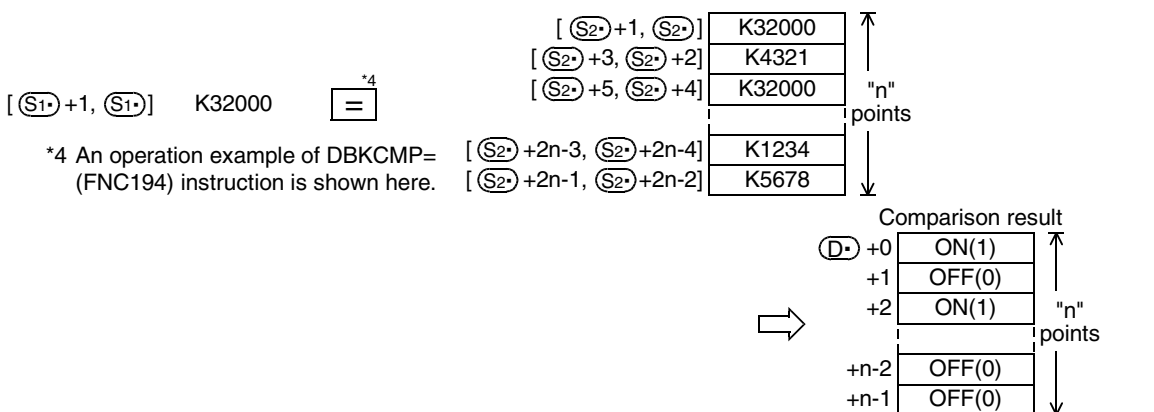 [ (S2•)+1, (S2•)] K32000
[ (S2•)+3, (S2•)+2] K4321
[ (S2•)+5, (S2•)+4] K32000
"n"
points
[ (S1•)+1, (S1•)] K32000 = *4
*4 An operation example of DBKCMP=
(FNC194) instruction is shown here.
[ (S2•)+2n-3, (S2•)+2n-4] K1234
[ (S2•)+2n-1, (S2•)+2n-2] K5678
Comparison result
(D•) +0 ON(1)
+1 OFF(0)
+2 ON(1)
"n"
points
+n-2 OFF(0)
+n-1 OFF(0)